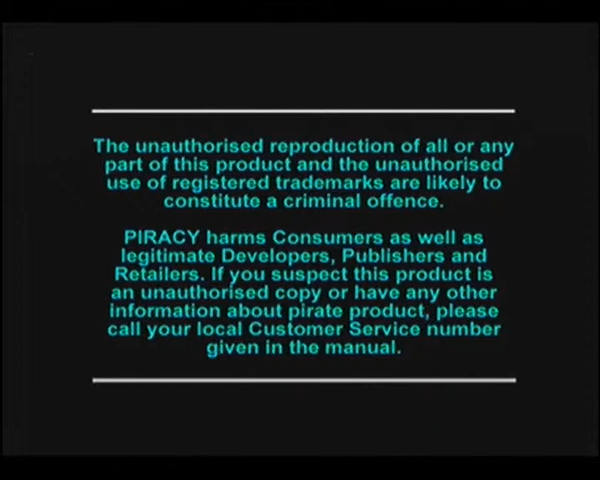 The unauthorised reproduction of all or any
part of this product and the unauthorised
use of registered trademarks are likely to
constitute a criminal offence.
PIRACY harms Consumers as well as
legitimate Developers, Publishers and
Retailers. If you suspect this product is
an unauthorised copy or have any other
information about pirate product, please
call your local Customer Service number
given in the manual.